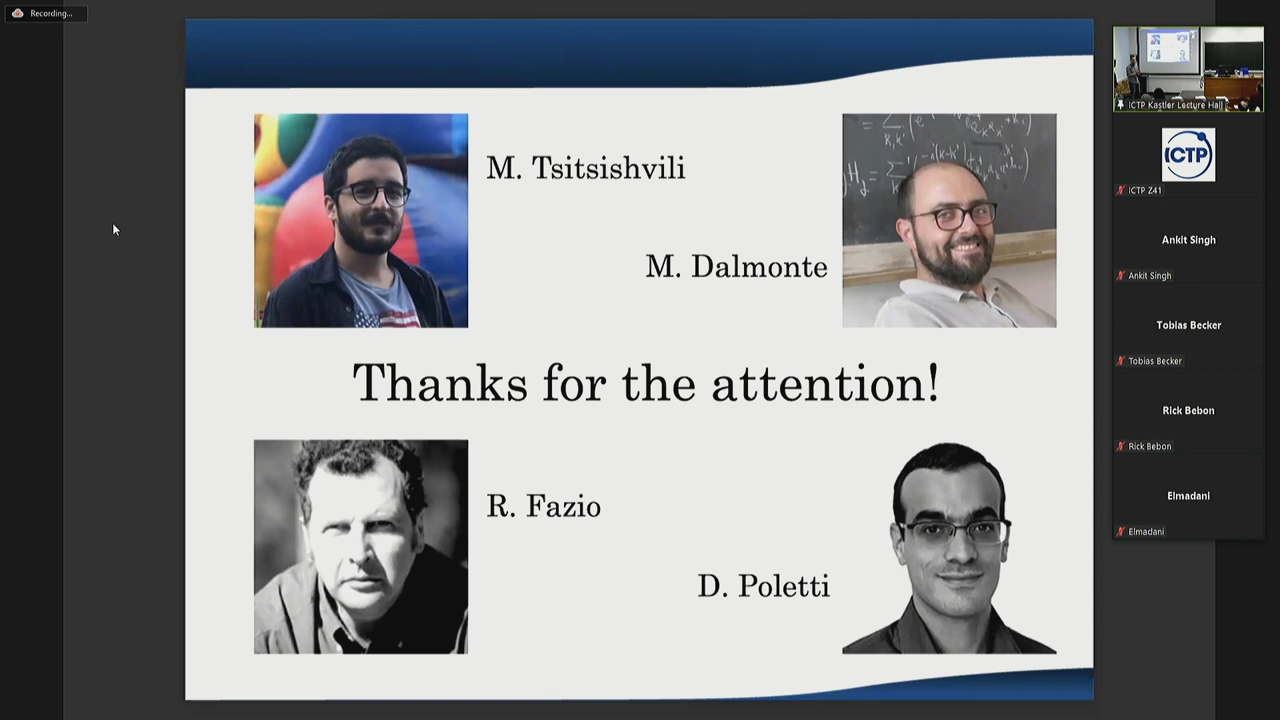 Recording...
M. Tsitsishvili
M. Dalmonte
Thanks for the attention!
R. Fazio
D. Poletti
ICTP Kastler Lecture Hall
ICTP
ICTP Z41
Ankit Singh
Ankit Singh
Tobias Becker
Tobias Becker
Rick Bebon
Rick Bebon
Elmadani
Elmadani